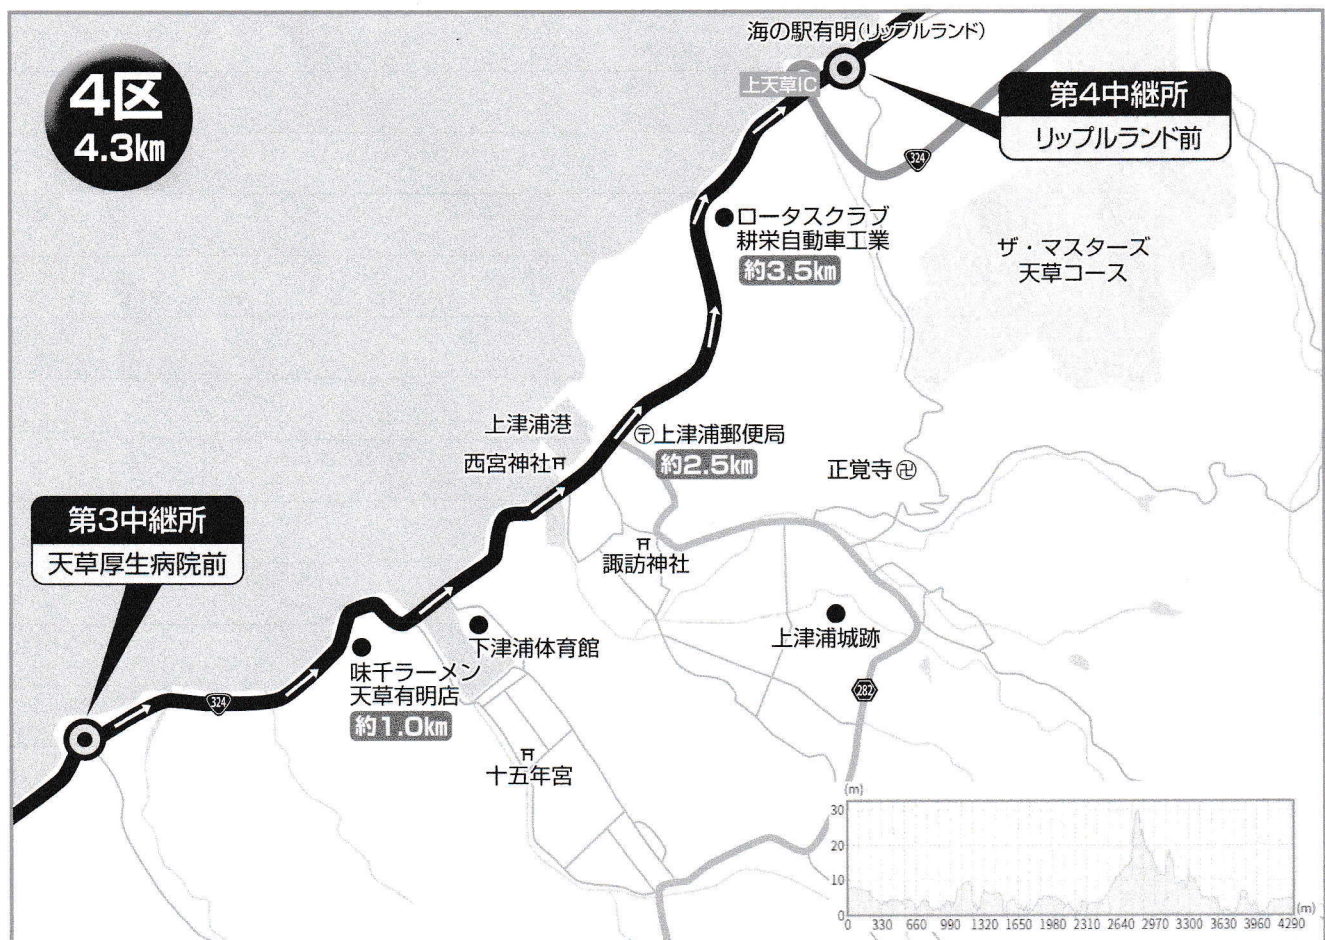 4区
4.3km
海の駅有明(リップルランド)
上天草IC
第4中継所
リップルランド前
324
ロータスクラブ
耕栄自動車工業
約3.5km
ザ・マスターズ
天草コース
上津浦港
西宮神社
〒上津浦郵便局
約2.5km
正覚寺卍
第3中継所
天草厚生病院前
諏訪神社
上津浦城跡
下津浦体育館
味千ラーメン
天草有明店
約1.0km
324
282
十五年宮
(m)
30
20
10
0
0 330 660 990 1320 1650 1980 2310 2640 2970 3300 3630 3960 4290
(m)